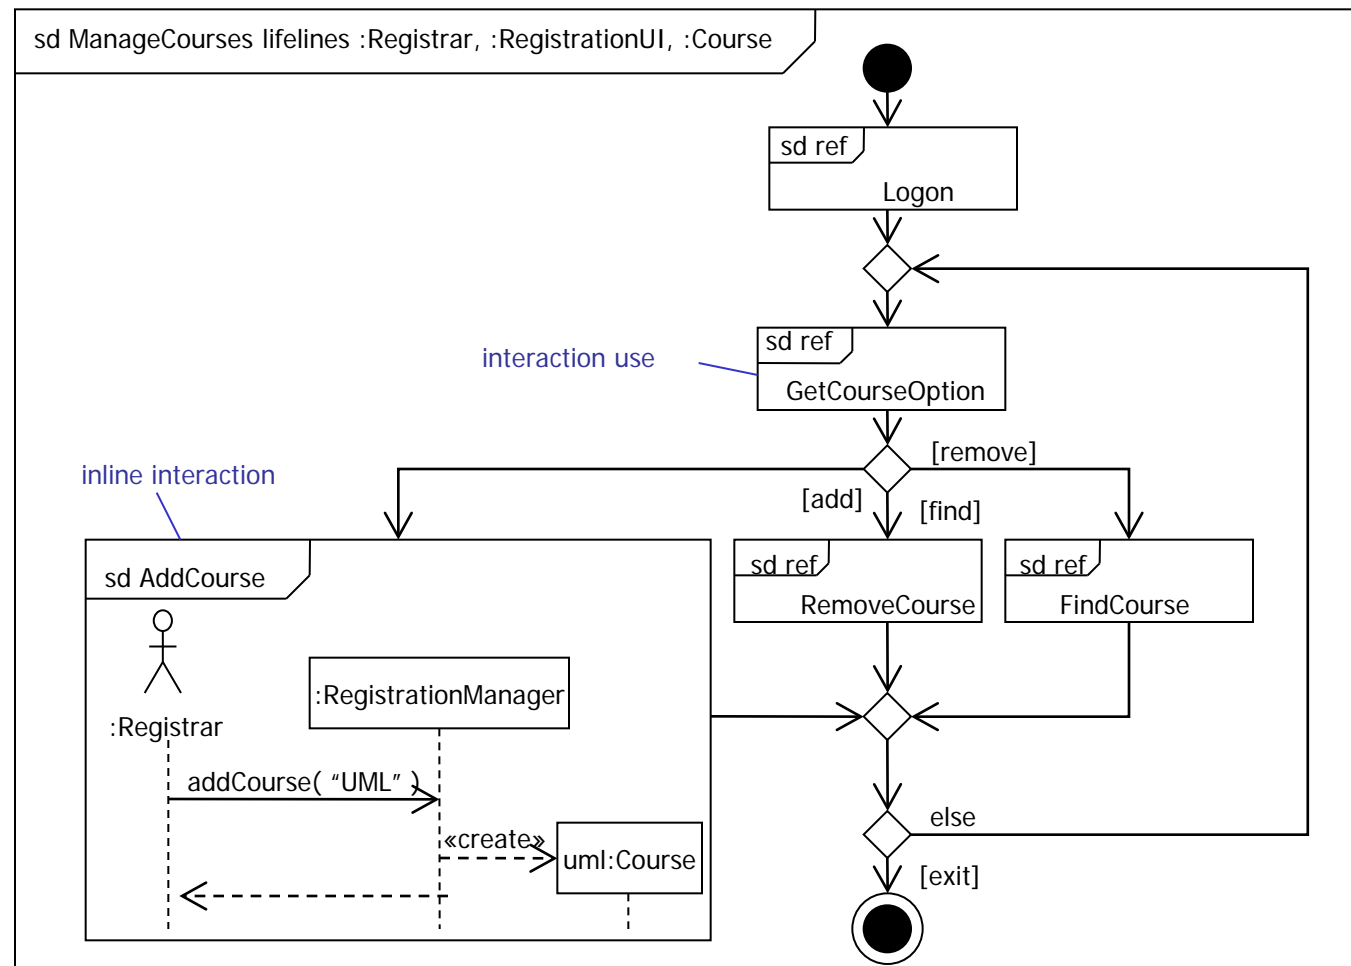 sd ManageCourses lifelines :Registrar, :RegistrationUI, :Course
sd ref
Logon
sd ref
interaction use
GetCourseOption
[remove]
inline interaction
[add]
[find]
sd AddCourse
sd ref
RemoveCourse
sd ref
FindCourse
:RegistrationManager
:Registrar
addCourse( “UML” )
else
«create»
uml:Course
[exit]